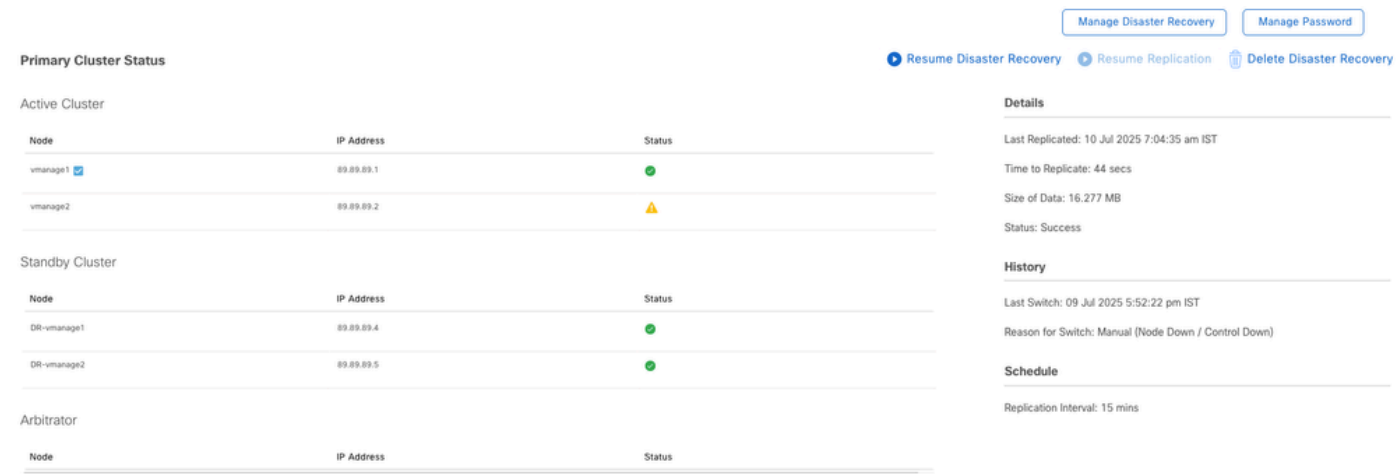 Manage Disaster Recovery Manage Password
Primary Cluster Status
Resume Disaster Recovery Resume Replication Delete Disaster Recovery
Active Cluster
Node IP Address Status
vmanage1 89.89.89.1
vmanage2 89.89.89.2
Standby Cluster
Node IP Address Status
DR-vmanage1 89.89.89.4
DR-vmanage2 89.89.89.5
Arbitrator
Node IP Address Status
Details
Last Replicated: 10 Jul 2025 7:04:35 am IST
Time to Replicate: 44 secs
Size of Data: 16.277 MB
Status: Success
History
Last Switch: 09 Jul 2025 5:52:22 pm IST
Reason for Switch: Manual (Node Down / Control Down)
Schedule
Replication Interval: 15 mins